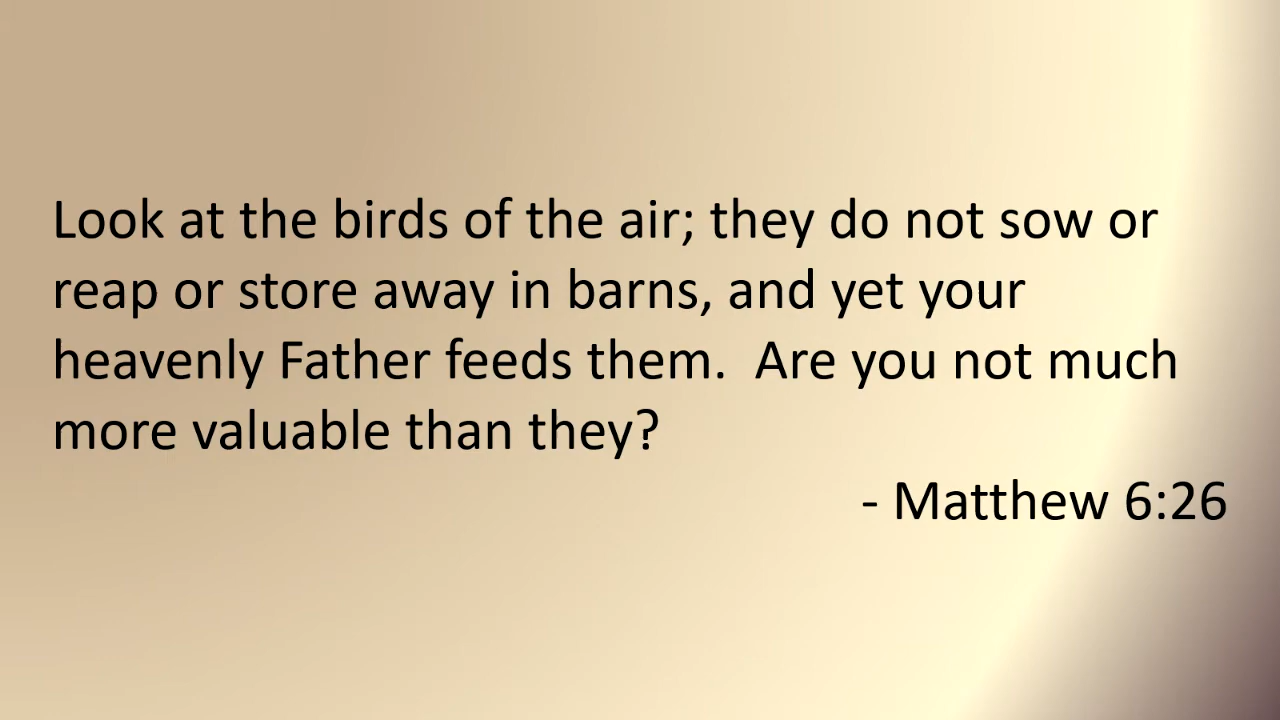 Look at the birds of the air; they do not sow or
reap or store away in barns, and yet your
heavenly Father feeds them.  Are you not much
more valuable than they?
- Matthew 6:26